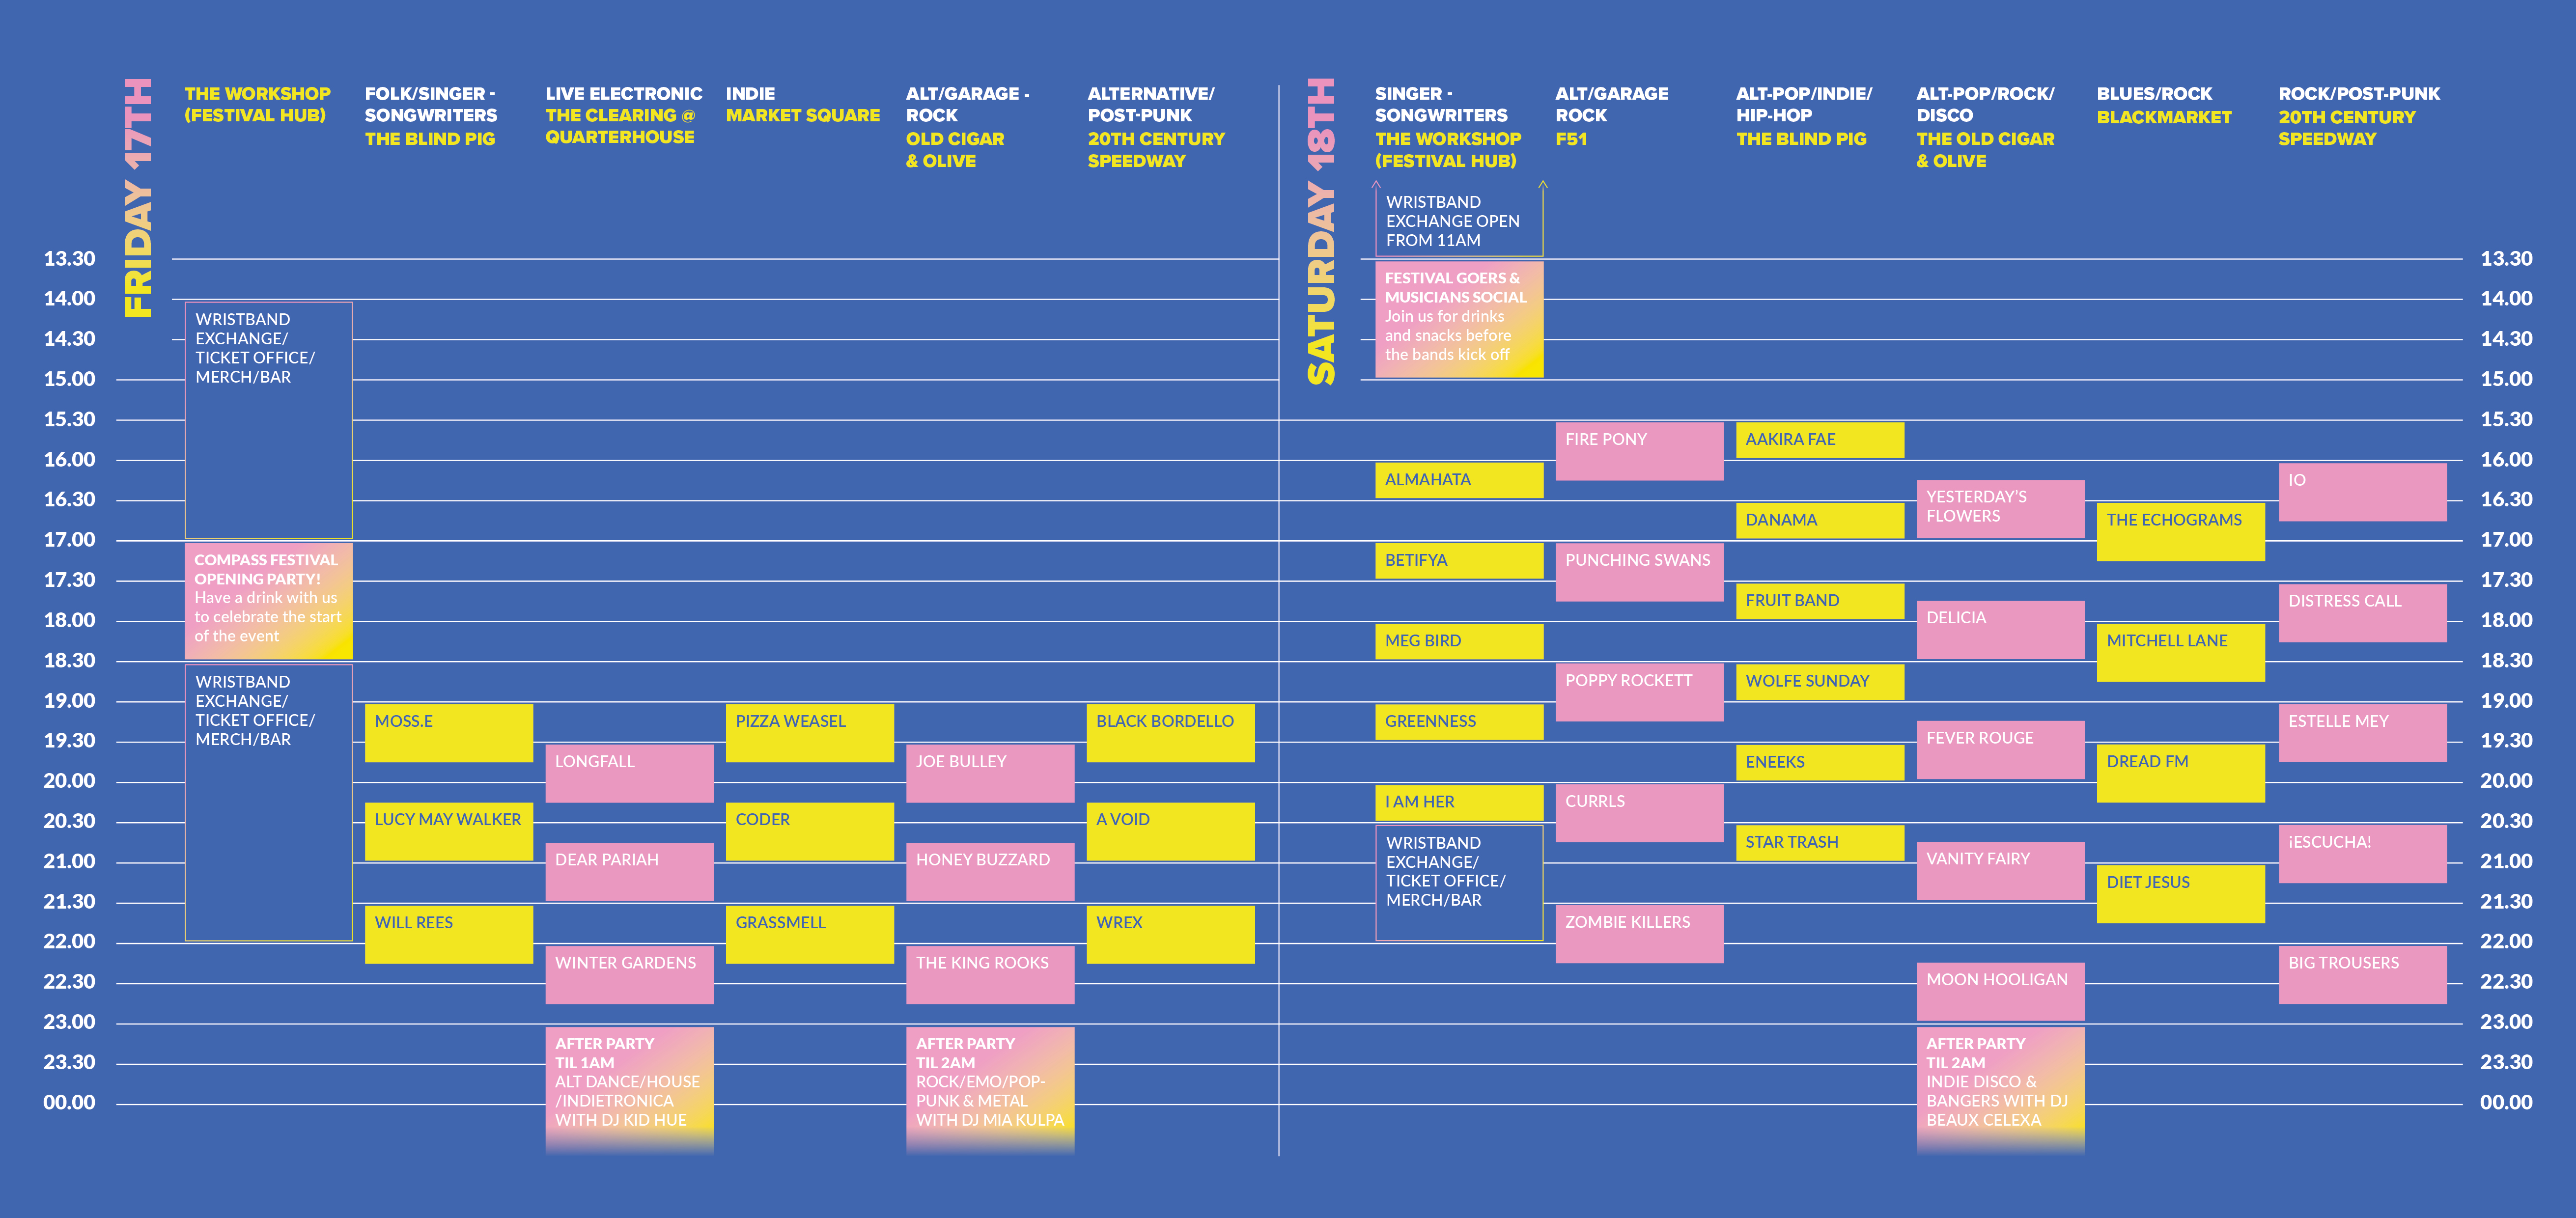 FRIDAY 17TH
THE WORKSHOP
(FESTIVAL HUB)
FOLK/SINGER -
SONGWRITERS
THE BLIND PIG
LIVE ELECTRONIC
THE CLEARING @
QUARTERHOUSE
INDIE
MARKET SQUARE
ALT/GARAGE -
ROCK
OLD CIGAR
& OLIVE
ALTERNATIVE/
POST-PUNK
20TH CENTURY
SPEEDWAY
13.30
14.00
14.30
15.00
15.30
16.00
16.30
17.00
17.30
18.00
18.30
19.00
19.30
20.00
20.30
21.00
21.30
22.00
22.30
23.00
23.30
00.00
WRISTBAND
EXCHANGE/
TICKET OFFICE/
MERCH/BAR
COMPASS FESTIVAL
OPENING PARTY!
Have a drink with us
to celebrate the start
of the event
WRISTBAND
EXCHANGE/
TICKET OFFICE/
MERCH/BAR
MOSS.E
LUCY MAY WALKER
WILL REES
LONGFALL
DEAR PARIAH
WINTER GARDENS
AFTER PARTY
TIL 1AM
ALT DANCE/HOUSE
/INDIETRONICA
WITH DJ KID HUE
PIZZA WEASEL
CODER
GRASSMELL
JOE BULLEY
HONEY BUZZARD
THE KING ROOKS
AFTER PARTY
TIL 2AM
ROCK/EMO/POP-
PUNK & METAL
WITH DJ MIA KULPA
BLACK BORDELLO
A VOID
WREX
SATURDAY 18TH
SINGER -
SONGWRITERS
THE WORKSHOP
(FESTIVAL HUB)
ALT/GARAGE
ROCK
F51
ALT-POP/INDIE/
HIP-HOP
THE BLIND PIG
ALT-POP/ROCK/
DISCO
THE OLD CIGAR
& OLIVE
BLUES/ROCK
BLACKMARKET
ROCK/POST-PUNK
20TH CENTURY
SPEEDWAY
WRISTBAND
EXCHANGE OPEN
FROM 11AM
FESTIVAL GOERS &
MUSICIANS SOCIAL
Join us for drinks
and snacks before
the bands kick off
ALMAHATA
BETIFYA
MEG BIRD
GREENNESS
I AM HER
WRISTBAND
EXCHANGE/
TICKET OFFICE/
MERCH/BAR
FIRE PONY
PUNCHING SWANS
POPPY ROCKETT
CURRLS
ZOMBIE KILLERS
AAKIRA FAE
DANAMA
FRUIT BAND
WOLFE SUNDAY
ENEEKS
STAR TRASH
YESTERDAY'S
FLOWERS
DELICIA
FEVER ROUGE
VANITY FAIRY
MOON HOOLIGAN
AFTER PARTY
TIL 2AM
INDIE DISCO &
BANGERS WITH DJ
BEAUX CELEXA
THE ECHOGRAMS
MITCHELL LANE
DREAD FM
DIET JESUS
IO
DISTRESS CALL
ESTELLE MEY
¡ESCUCHA!
BIG TROUSERS
13.30
14.00
14.30
15.00
15.30
16.00
16.30
17.00
17.30
18.00
18.30
19.00
19.30
20.00
20.30
21.00
21.30
22.00
22.30
23.00
23.30
00.00